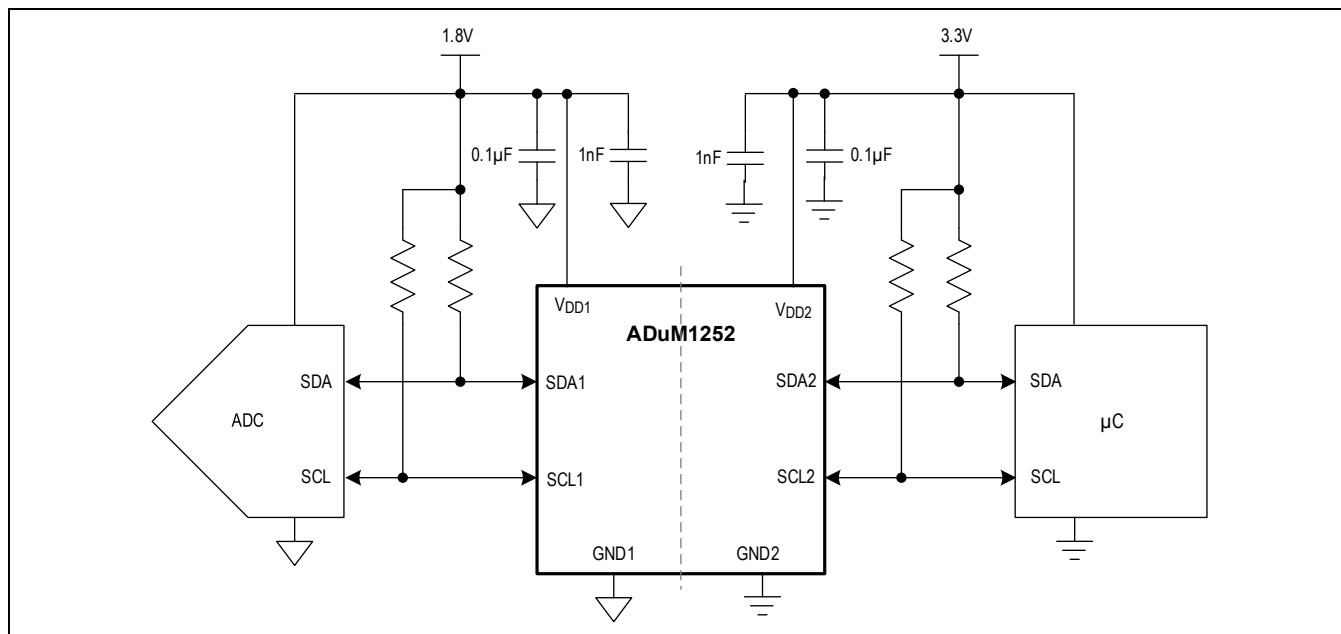 1.8V
3.3V
0.1µF
1nF
1nF
0.1µF
VDD1
VDD2
ADuM1252
SDA
SDA1
SDA2
SDA
ADC
µC
SCL
SCL1
SCL2
SCL
GND1
GND2